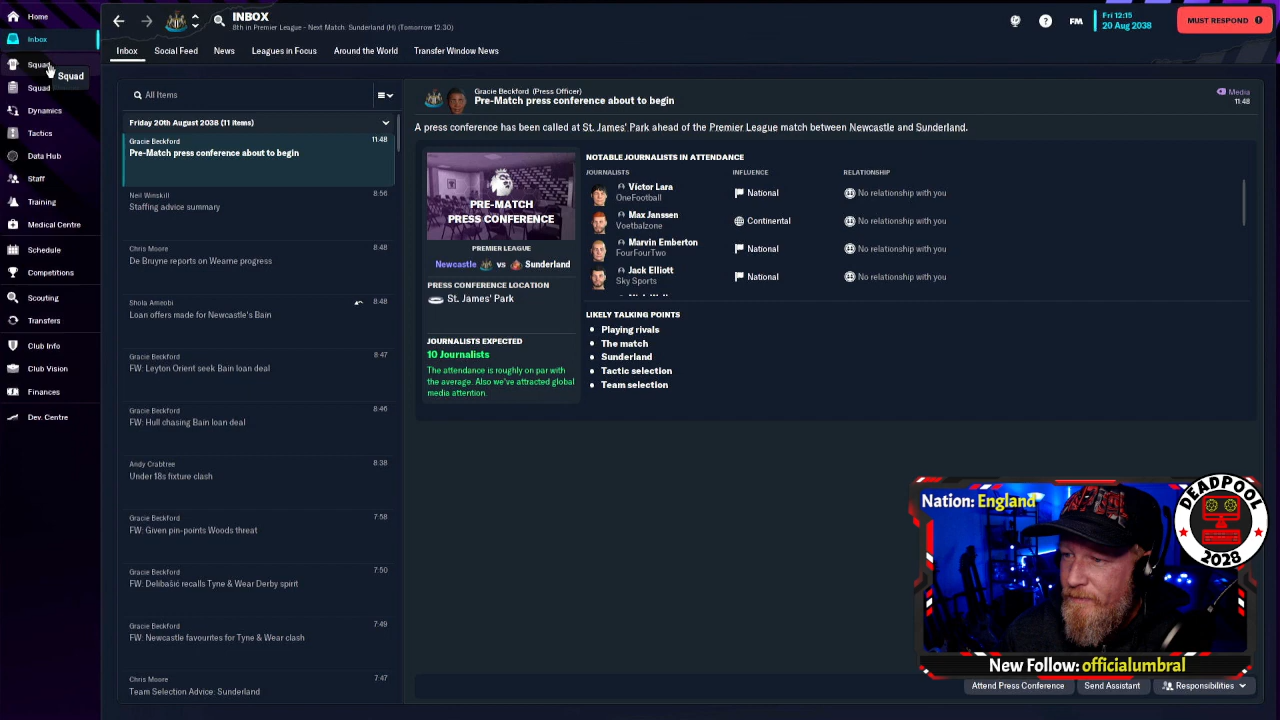 Home
Inbox
Squad
Squad
Squad
Dynamics
Tactics
Data Hub
Staff
Training
Medical Centre
Schedule
Competitions
Scouting
Transfers
Club Info
Club Vision
Finances
Dev. Centre
INBOX
8th in Premier League - Next Match: Sunderland (H) (Tomorrow 12.30)
FM
Fri 12:15
20 Aug 2038
MUST RESPOND
Inbox
Social Feed
News
Leagues in Focus
Around the World
Transfer Window News
All Items
Friday 20th August 2038 (11 items)
Gracie Beckford 11:48
Pre-Match press conference about to begin
Neil Winskill 8:56
Staffing advice summary
Chris Moore 8:48
De Bruyne reports on Wearne progress
Shola Ameobi 8:48
Loan offers made for Newcastle's Bain
Gracie Beckford 8:47
FW: Leyton Orient seek Bain loan deal
Gracie Beckford 8:46
FW: Hull chasing Bain loan deal
Andy Crabtree 8:38
Under 18s fixture clash
Gracie Beckford 7:58
FW: Given pin-points Woods threat
Gracie Beckford 7:50
FW: Delibašić recalls Tyne & Wear Derby spirit
Gracie Beckford 7:49
FW: Newcastle favourites for Tyne & Wear clash
Chris Moore 7:47
Team Selection Advice: Sunderland
Gracie Beckford (Press Officer)
Pre-Match press conference about to begin
Media
11:48
A press conference has been called at St. James' Park ahead of the Premier League match between Newcastle and Sunderland.
PRE-MATCH
PRESS CONFERENCE
PREMIER LEAGUE
Newcastle vs Sunderland
PRESS CONFERENCE LOCATION
St. James' Park
JOURNALISTS EXPECTED
10 Journalists
The attendance is roughly on par with
the average. Also we've attracted global
media attention.
NOTABLE JOURNALISTS IN ATTENDANCE
JOURNALISTS INFLUENCE RELATIONSHIP
Víctor Lara
OneFootball
National
No relationship with you
Max Janssen
Voetbalzone
Continental
No relationship with you
Marvin Emberton
FourFourTwo
National
No relationship with you
Jack Elliott
Sky Sports
National
No relationship with you
LIKELY TALKING POINTS
Playing rivals
The match
Sunderland
Tactic selection
Team selection
Nation: England
DEADPOOL
2028
New Follow: officialumbral
Attend Press Conference
Send Assistant
Responsibilities